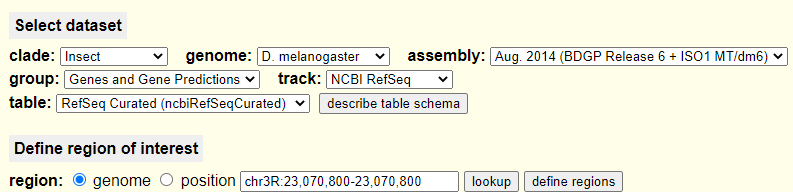 Select dataset
clade: Insect genome: D. melanogaster assembly: Aug. 2014 (BDGP Release 6 + ISO1 MT/dm6)
group: Genes and Gene Predictions track: NCBI RefSeq
table: RefSeq Curated (ncbiRefSeqCurated) describe table schema
Define region of interest
region: genome position chr3R:23,070,800-23,070,800 lookup define regions